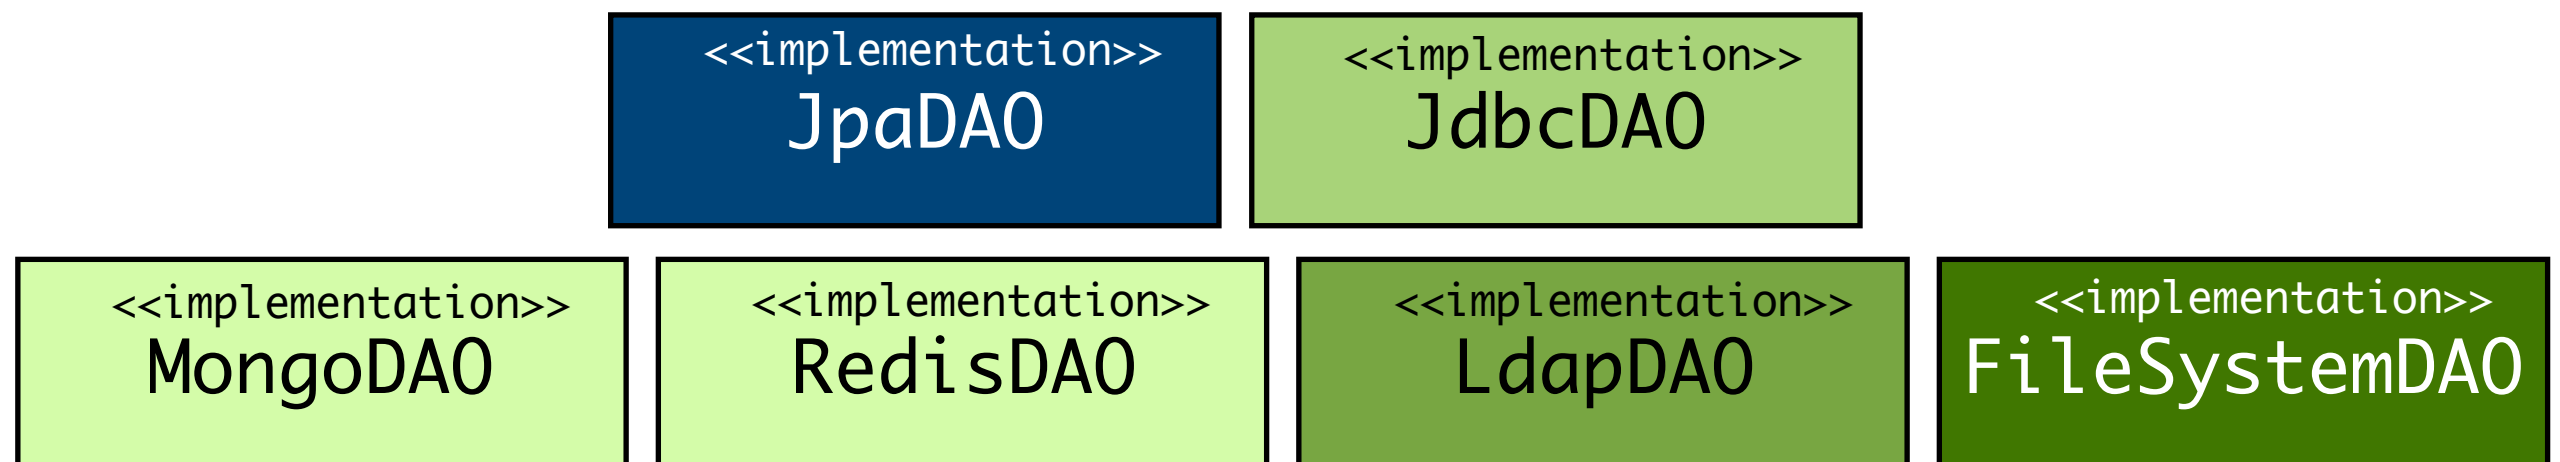 <<implementation>>
JpaDAO
<<implementation>>
JdbcDAO
<<implementation>>
MongoDAO
<<implementation>>
RedisDAO
<<implementation>>
LdapDAO
<<implementation>>
FileSystemDAO